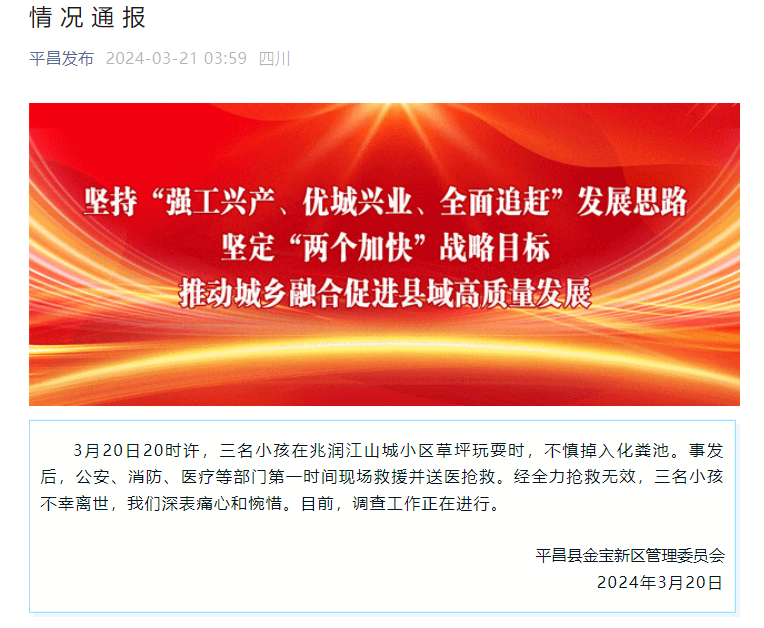 情况通报
平昌发布 2024-03-21 03:59 四川
坚持“强工兴产、优城兴业、全面追赶”发展思路
坚定“两个加快”战略目标
推动城乡融合促进县域高质量发展
3月20日20时许，三名小孩在兆润江山城小区草坪玩耍时，不慎掉入化粪池。事发
后，公安、消防、医疗等部门第一时间现场救援并送医抢救。经全力抢救无效，三名小孩
不幸离世，我们深表痛心和惋惜。目前，调查工作正在进行。
平昌县金宝新区管理委员会
2024年3月20日